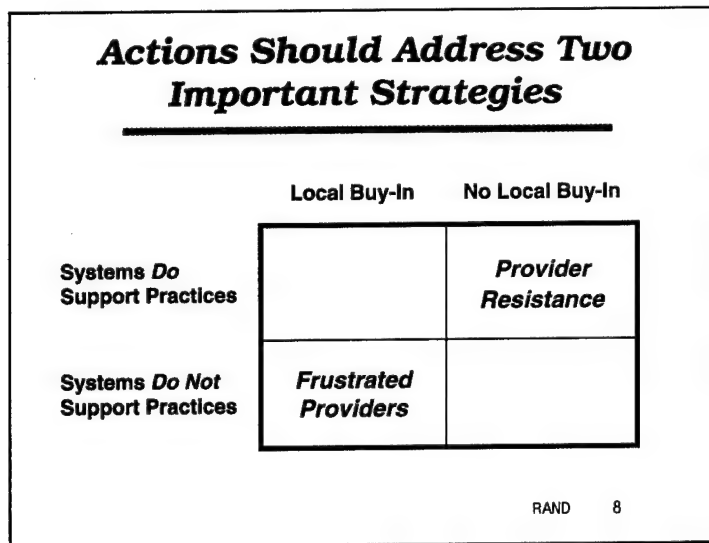 Actions Should Address Two
Important Strategies
Local Buy-In No Local Buy-In
Systems Do
Support Practices
Provider
Resistance
Systems Do Not
Support Practices
Frustrated
Providers
RAND 8